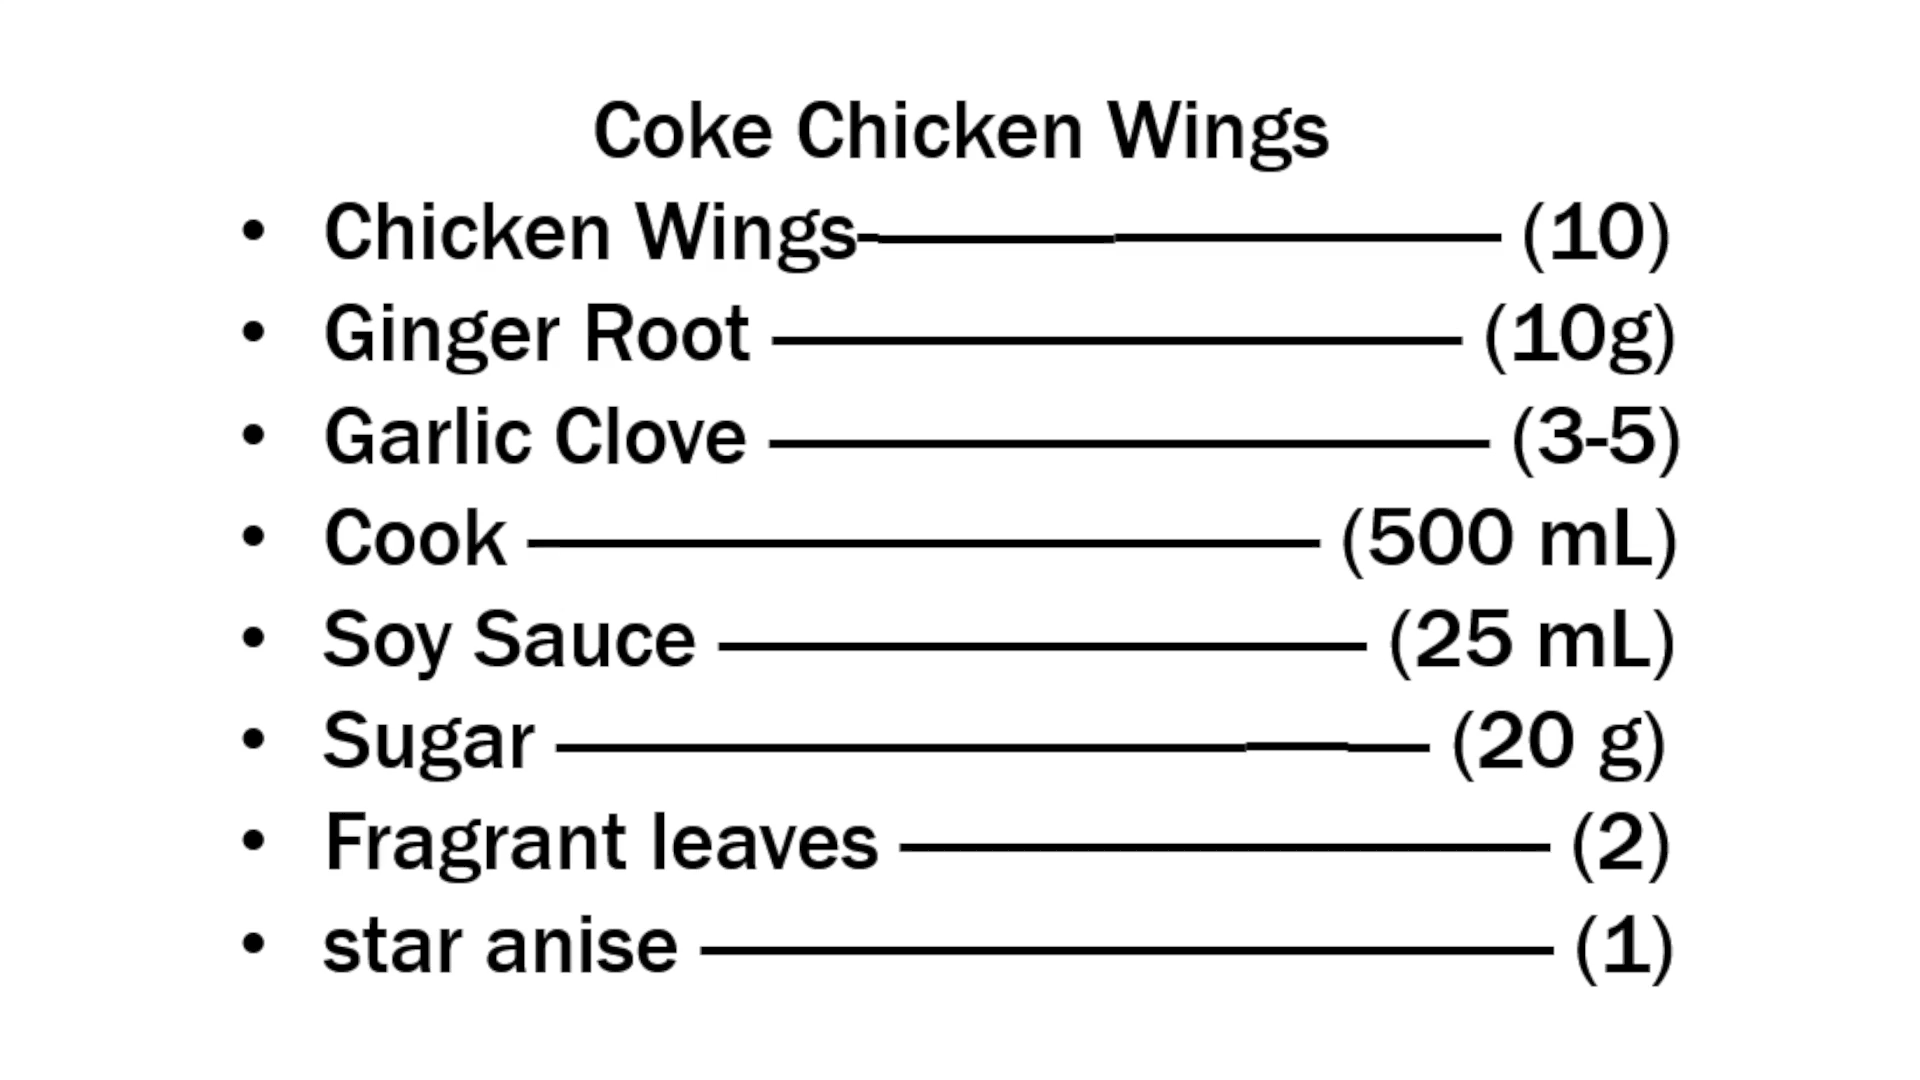 Coke Chicken Wings
• Chicken Wings-——————— (10)
• Ginger Root ——————— (10g)
• Garlic Clove ——————— (3-5)
• Cook ———————— (500 mL)
• Soy Sauce ——————— (25 mL)
• Sugar ————————— (20 g)
• Fragrant leaves ——————— (2)
• star anise ————————— (1)